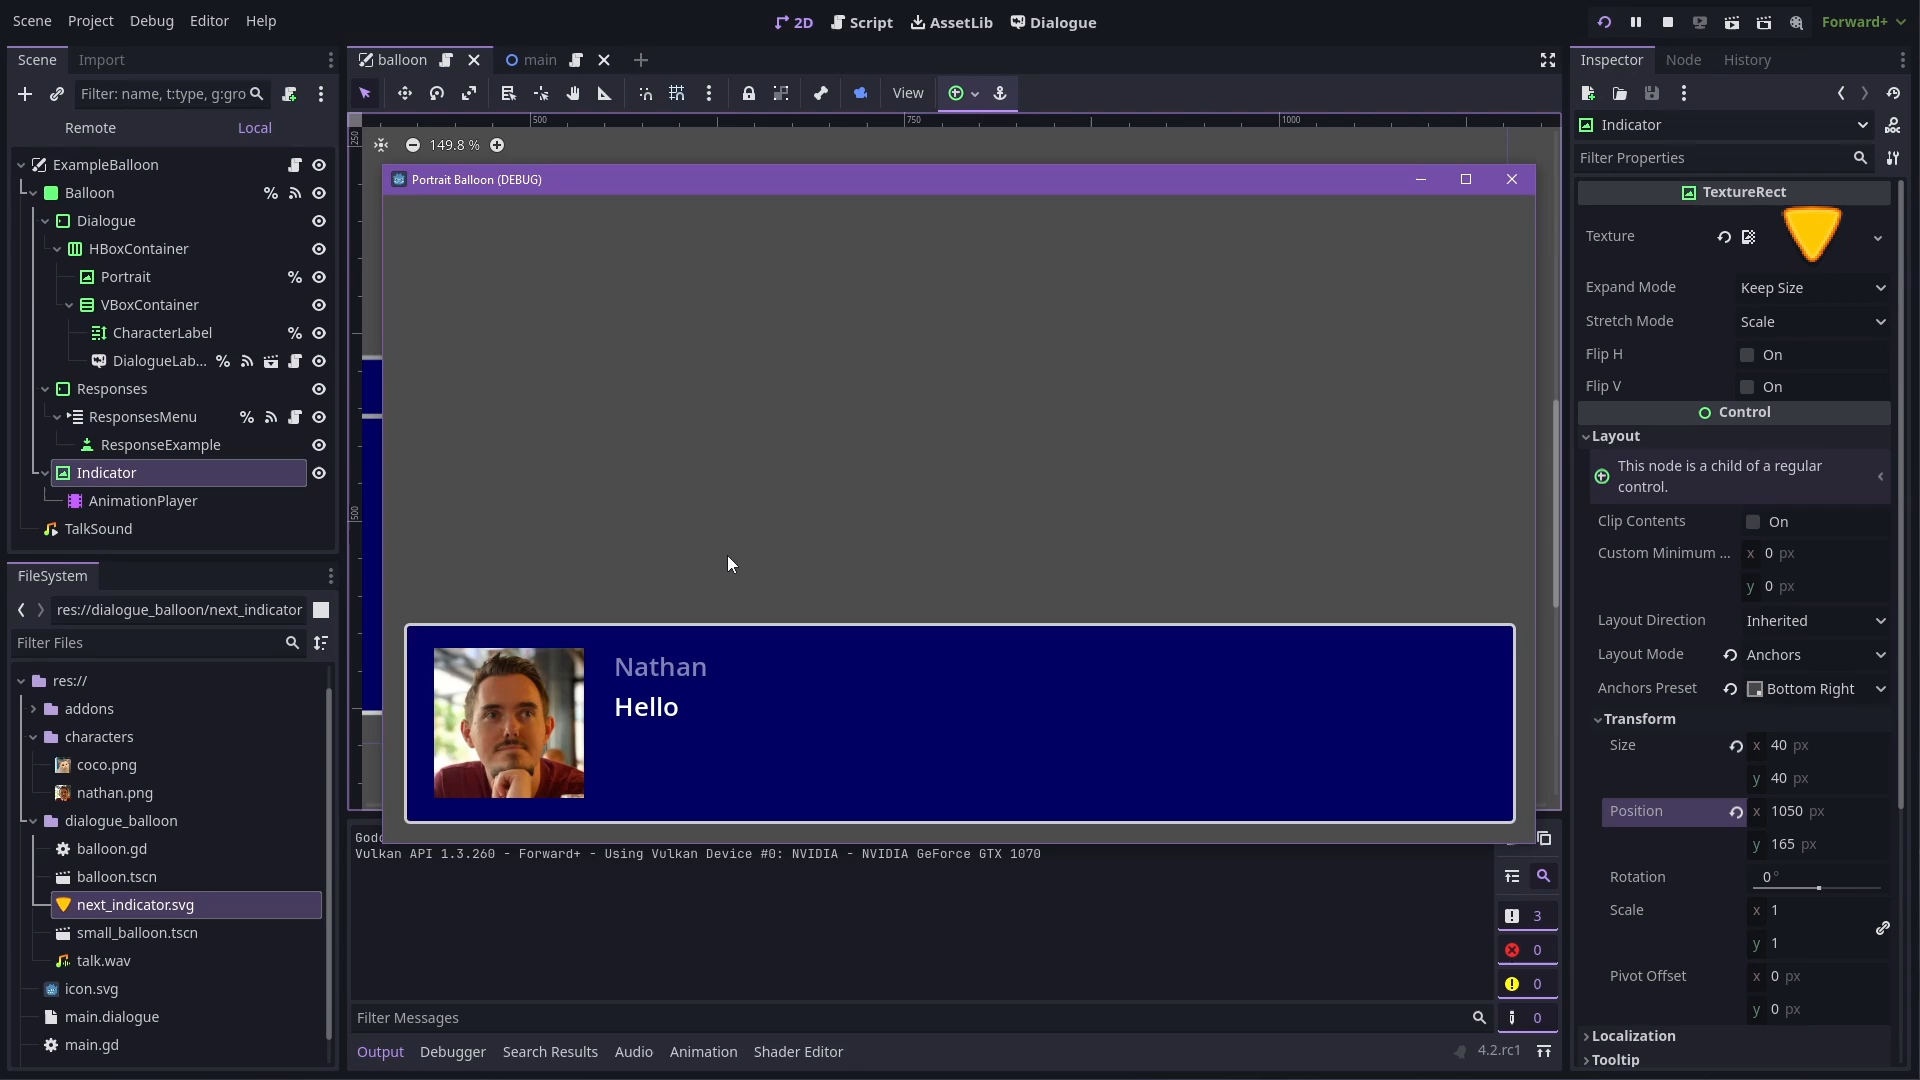 Scene Project Debug Editor Help
2D Script AssetLib Dialogue
Forward+
Scene Import
Filter: name, t:type, g:gro
Remote Local
ExampleBalloon
Balloon
Dialogue
HBoxContainer
Portrait
VBoxContainer
CharacterLabel
DialogueLab...
Responses
ResponsesMenu
ResponseExample
Indicator
AnimationPlayer
TalkSound
FileSystem
res://dialogue_balloon/next_indicator
Filter Files
res://
addons
characters
coco.png
nathan.png
dialogue_balloon
balloon.gd
balloon.tscn
next_indicator.svg
small_balloon.tscn
talk.wav
icon.svg
main.dialogue
main.gd
balloon main
View
500 750 1000
250
500
149.8 %
Portrait Balloon (DEBUG)
Nathan
Hello
Vulkan API 1.3.260 - Forward+ - Using Vulkan Device #0: NVIDIA - NVIDIA GeForce GTX 1070
3
0
0
0
Filter Messages
Output Debugger Search Results Audio Animation Shader Editor
4.2.rc1
Inspector Node History
Indicator
Filter Properties
TextureRect
Texture
Expand Mode Keep Size
Stretch Mode Scale
Flip H On
Flip V On
Control
Layout
This node is a child of a regular
control.
Clip Contents On
Custom Minimum ... x 0 px
y 0 px
Layout Direction Inherited
Layout Mode Anchors
Anchors Preset Bottom Right
Transform
Size x 40 px
y 40 px
Position x 1050 px
y 165 px
Rotation 0 °
Scale x 1
y 1
Pivot Offset x 0 px
y 0 px
Localization
Tooltip